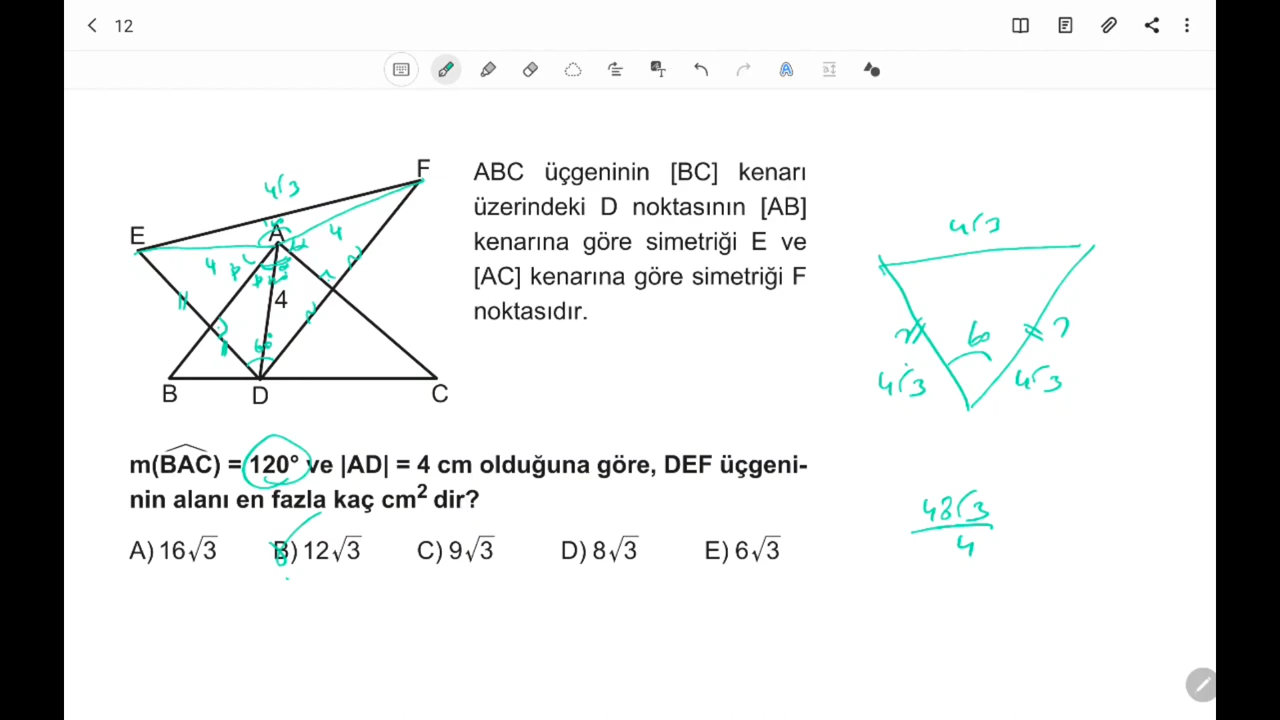 12
F
4√3
E
A
4
4
4
60
B
D
C
ABC üçgeninin [BC] kenarı
üzerindeki D noktasının [AB]
kenarına göre simetriği E ve
[AC] kenarına göre simetriği F
noktasıdır.
4√3
60
4√3
4√3
m(BAC) = 120° ve |AD| = 4 cm olduğuna göre, DEF üçgeni-
nin alanı en fazla kaç cm² dir?
48√3
4
A) 16√3 B) 12√3 C) 9√3 D) 8√3 E) 6√3